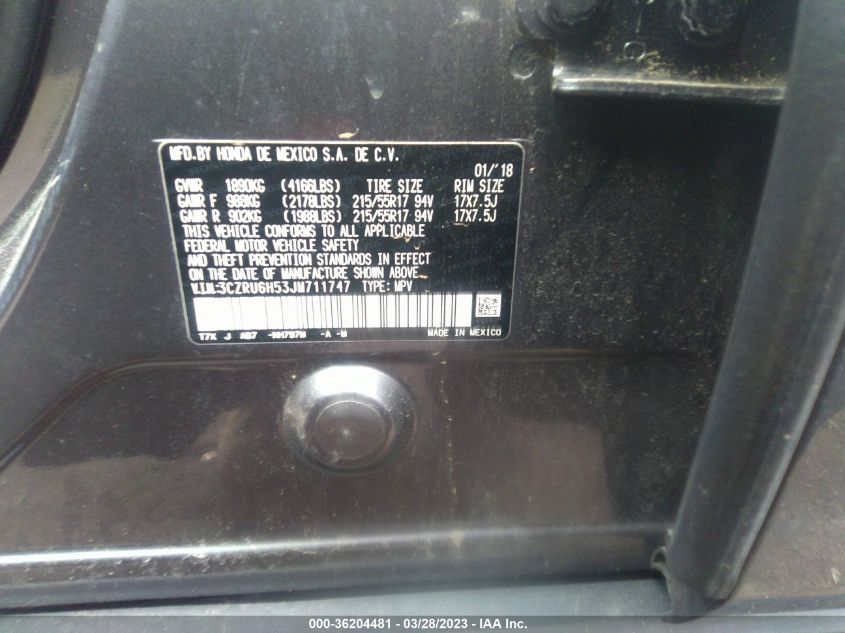 MFD.BY HONDA DE MEXICO S.A. DE C.V.
01/'18
GVWR 1890KG (4166LBS) TIRE SIZE RIM SIZE
GAWR F 988KG (2178LBS) 215/55R17 94V 17X7.5J
GAWR R 902KG (1988LBS) 215/55R17 94V 17X7.5J
THIS VEHICLE CONFORMS TO ALL APPLICABLE
FEDERAL MOTOR VEHICLE SAFETY
AND THEFT PREVENTION STANDARDS IN EFFECT
ON THE DATE OF MANUFACTURE SHOWN ABOVE.
V.I.N. 3CZRU6H53JM711747 TYPE: MPV
T7X J -A -M MADE IN MEXICO
000-36204481 - 03/28/2023 - IAA Inc.